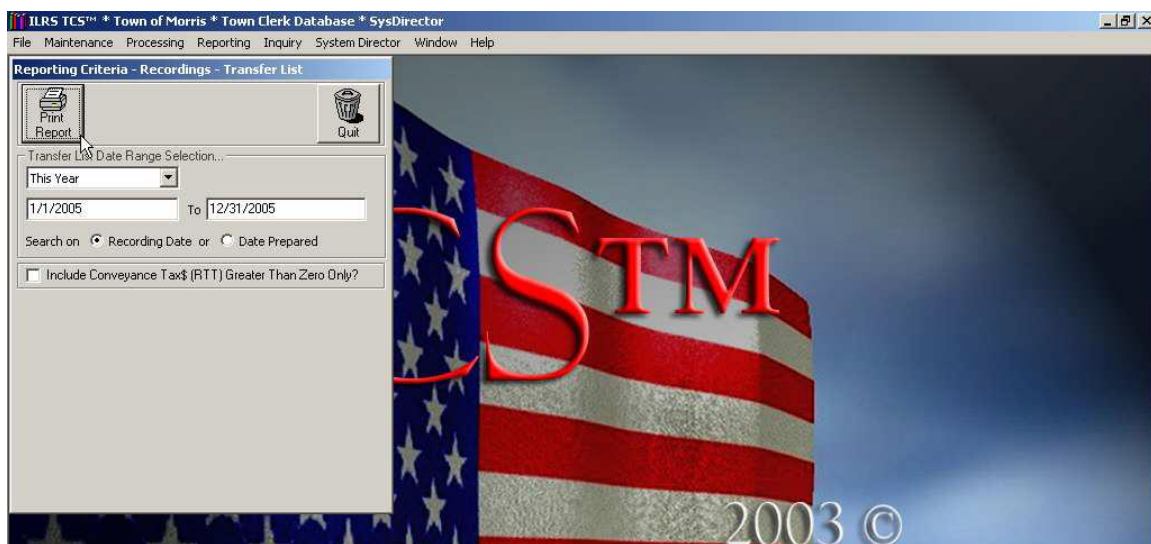 ILRS TCS™ * Town of Morris * Town Clerk Database * SysDirector
File Maintenance Processing Reporting Inquiry System Director Window Help
Reporting Criteria - Recordings - Transfer List
Print Report
Quit
Transfer List Date Range Selection...
This Year
1/1/2005 To 12/31/2005
Search on Recording Date or Date Prepared
Include Conveyance Tax$ (RTT) Greater Than Zero Only?
CSTM
2003 ©